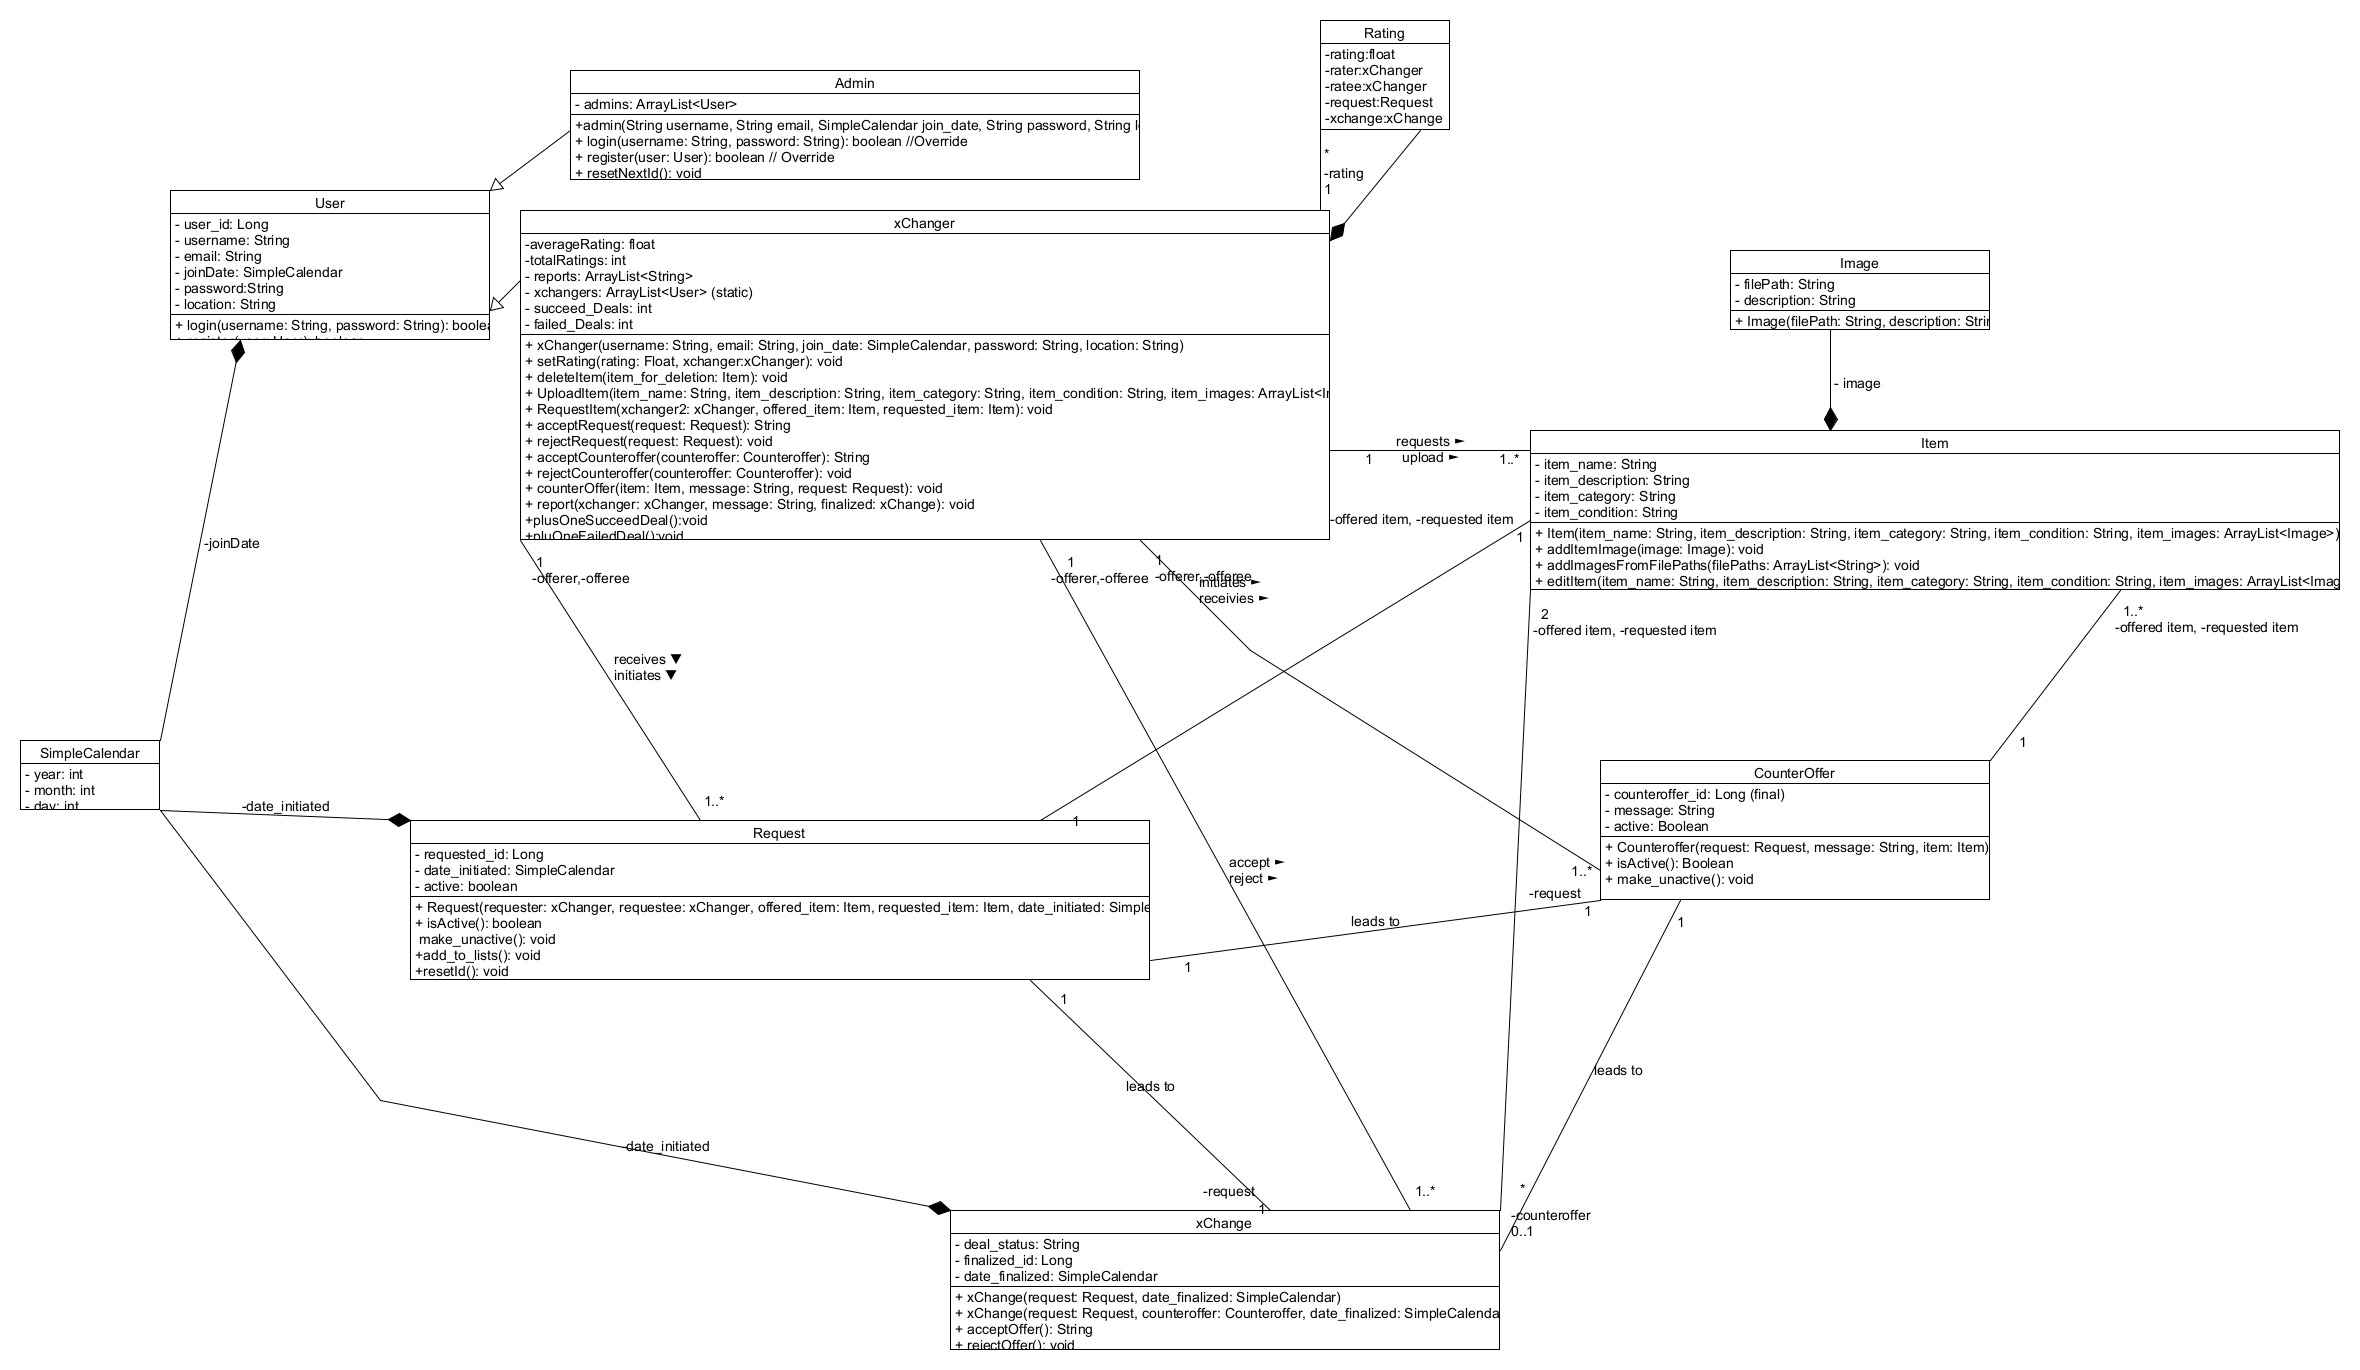 Rating
-rating:float
-rater:xChanger
-ratee:xChanger
-request:Request
-xchange:xChange
Admin
- admins: ArrayList<User>
+admin(String username, String email, SimpleCalendar join_date, String password, String l
+ login(username: String, password: String): boolean //Override
+ register(user: User): boolean // Override
+ resetNextId(): void
*
-rating
1
User
- user_id: Long
- username: String
- email: String
- joinDate: SimpleCalendar
- password:String
- location: String
+ login(username: String, password: String): boolea
+ register(user: User): boolean
xChanger
-averageRating: float
-totalRatings: int
- reports: ArrayList<String>
- xchangers: ArrayList<User> (static)
- succeed_Deals: int
- failed_Deals: int
+ xChanger(username: String, email: String, join_date: SimpleCalendar, password: String, location: String)
+ setRating(rating: Float, xchanger:xChanger): void
+ deleteItem(item_for_deletion: Item): void
+ UploadItem(item_name: String, item_description: String, item_category: String, item_condition: String, item_images: ArrayList<I
+ RequestItem(xchanger2: xChanger, offered_item: Item, requested_item: Item): void
+ acceptRequest(request: Request): String
+ rejectRequest(request: Request): void
+ acceptCounteroffer(counteroffer: Counteroffer): String
+ rejectCounteroffer(counteroffer: Counteroffer): void
+ counterOffer(item: Item, message: String, request: Request): void
+ report(xchanger: xChanger, message: String, finalized: xChange): void
+plusOneSucceedDeal():void
+pluOneFailedDeal():void
Image
- filePath: String
- description: String
+ Image(filePath: String, description: Strin
- image
requests ►
1 upload ► 1..*
Item
- item_name: String
- item_description: String
- item_category: String
- item_condition: String
+ Item(item_name: String, item_description: String, item_category: String, item_condition: String, item_images: ArrayList<Image>)
+ addItemImage(image: Image): void
+ addImagesFromFilePaths(filePaths: ArrayList<String>): void
+ editItem(item_name: String, item_description: String, item_category: String, item_condition: String, item_images: ArrayList<Imag
-offered item, -requested item
1
-joinDate
1
-offerer,-offeree
1
-offerer,-offeree
1
-offerer,-offeree
initiates ►
receivies ►
2
-offered item, -requested item
1..*
-offered item, -requested item
receives ▼
initiates ▼
1
SimpleCalendar
- year: int
- month: int
- day: int
-date_initiated
1..*
1
Request
- requested_id: Long
- date_initiated: SimpleCalendar
- active: boolean
+ Request(requester: xChanger, requestee: xChanger, offered_item: Item, requested_item: Item, date_initiated: Simple
+ isActive(): boolean
make_unactive(): void
+add_to_lists(): void
+resetId(): void
CounterOffer
- counteroffer_id: Long (final)
- message: String
- active: Boolean
+ Counteroffer(request: Request, message: String, item: Item)
+ isActive(): Boolean
+ make_unactive(): void
accept ►
reject ►
1..*
-request
1
leads to
1
1
1
leads to
leads to
-date_initiated
-request
1
1..*
*
-counteroffer
0..1
xChange
- deal_status: String
- finalized_id: Long
- date_finalized: SimpleCalendar
+ xChange(request: Request, date_finalized: SimpleCalendar)
+ xChange(request: Request, counteroffer: Counteroffer, date_finalized: SimpleCalenda
+ acceptOffer(): String
+ rejectOffer(): void